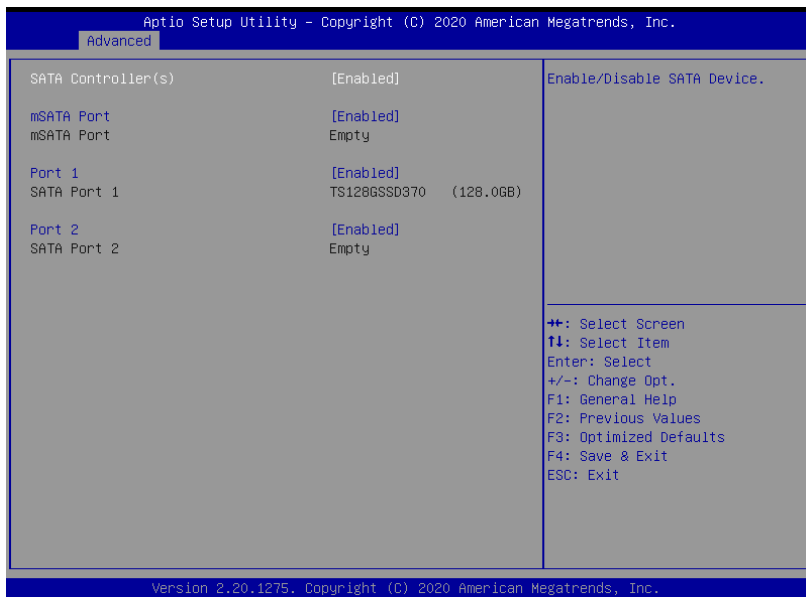 Aptio Setup Utility – Copyright (C) 2020 American Megatrends, Inc.
Advanced
SATA Controller(s) [Enabled]
mSATA Port [Enabled]
mSATA Port Empty
Port 1 [Enabled]
SATA Port 1 TS128GSSD370 (128.0GB)
Port 2 [Enabled]
SATA Port 2 Empty
Enable/Disable SATA Device.
→←: Select Screen
↑↓: Select Item
Enter: Select
+/-: Change Opt.
F1: General Help
F2: Previous Values
F3: Optimized Defaults
F4: Save & Exit
ESC: Exit
Version 2.20.1275. Copyright (C) 2020 American Megatrends, Inc.